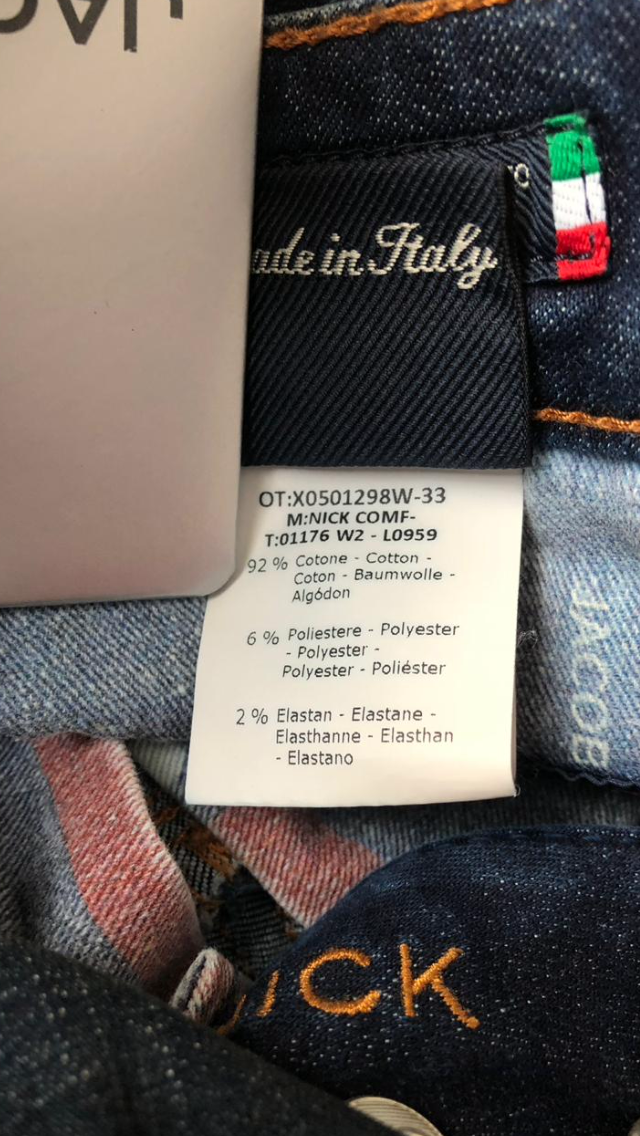 ade in Italy
OT:X0501298W-33
M:NICK COMF-
T:01176 W2 - L0959
92 % Cotone - Cotton -
Coton - Baumwolle -
Algódon
6 % Poliestere - Polyester
- Polyester -
Polyester - Poliéster
2 % Elastan - Elastane -
Elasthanne - Elasthan
- Elastano
JACOB
ICK